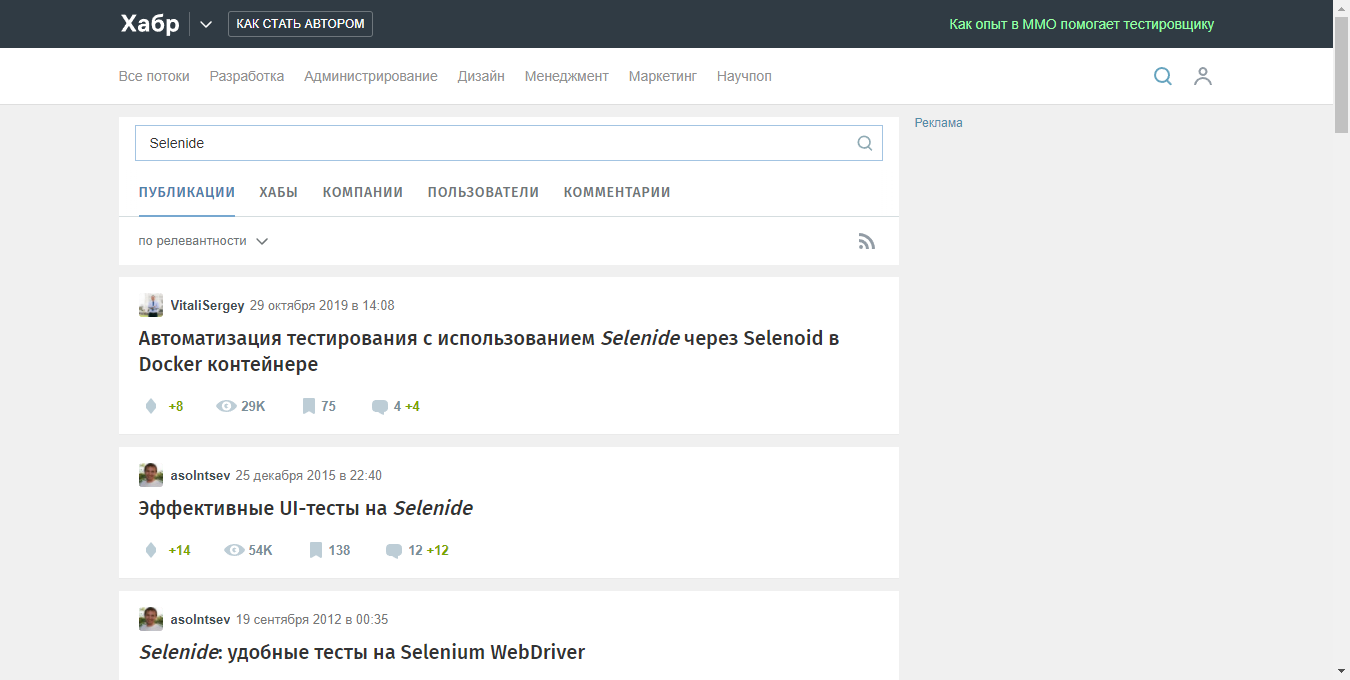 Хабр КАК СТАТЬ АВТОРОМ Как опыт в ММО помогает тестировщику
Все потоки Разработка Администрирование Дизайн Менеджмент Маркетинг Научпоп
Реклама
Selenide
ПУБЛИКАЦИИ ХАБЫ КОМПАНИИ ПОЛЬЗОВАТЕЛИ КОММЕНТАРИИ
по релевантности
VitaliSergey 29 октября 2019 в 14:08
Автоматизация тестирования с использованием Selenide через Selenoid в
Docker контейнере
+8 29K 75 4 +4
asolntsev 25 декабря 2015 в 22:40
Эффективные UI-тесты на Selenide
+14 54K 138 12 +12
asolntsev 19 сентября 2012 в 00:35
Selenide: удобные тесты на Selenium WebDriver